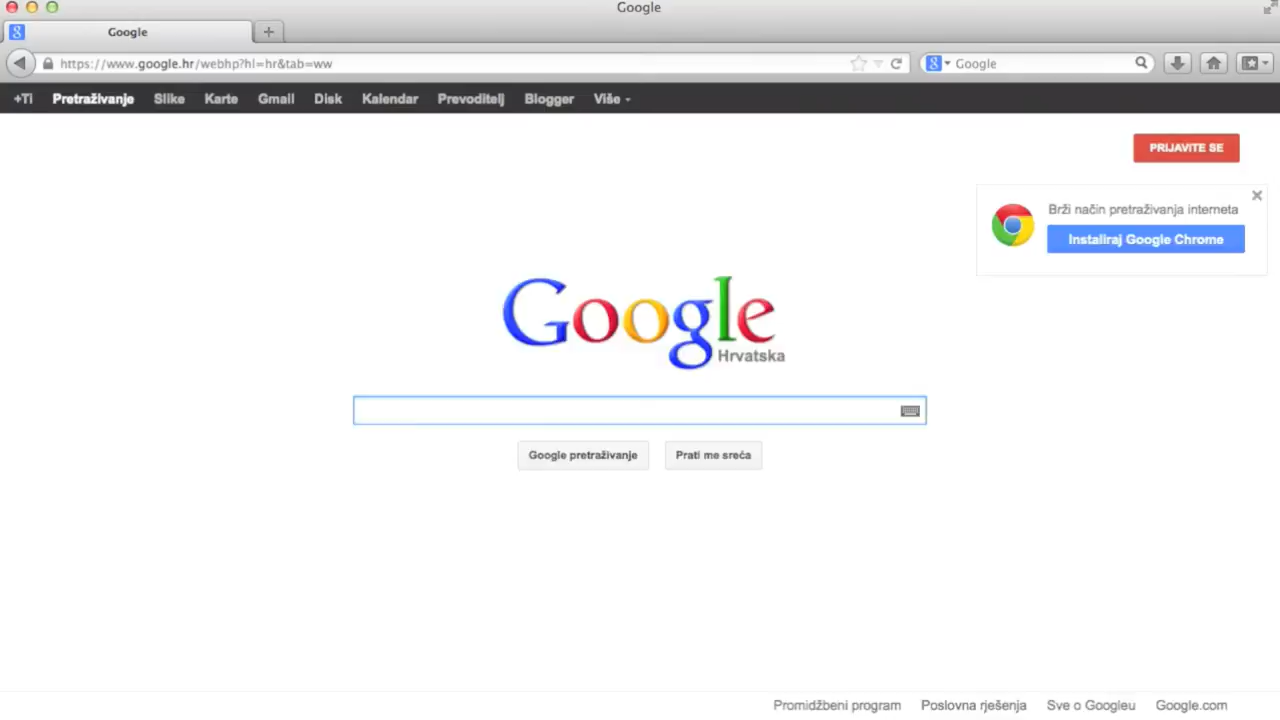 Google
Google
https://www.google.hr/webhp?hl=hr&tab=ww
Google
+Ti Pretraživanje Slike Karte Gmail Disk Kalendar Prevoditelj Blogger Više
PRIJAVITE SE
Brži način pretraživanja interneta
Instaliraj Google Chrome
Google
Hrvatska
Google pretraživanje Prati me sreća
Promidžbeni program Poslovna rješenja Sve o Googleu Google.com